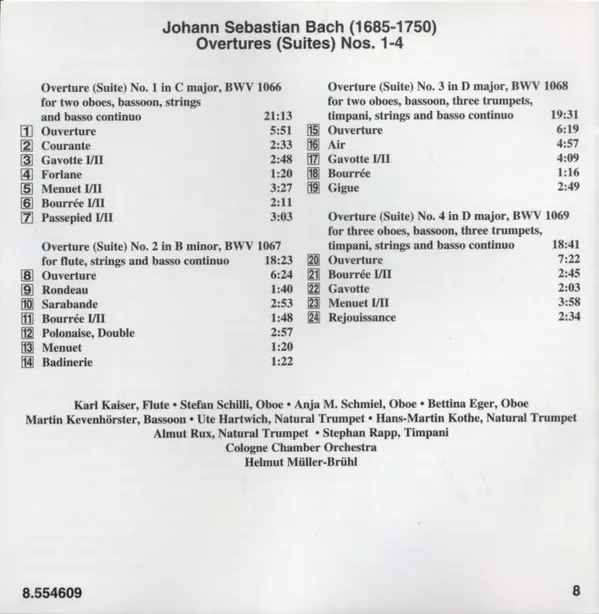 Johann Sebastian Bach (1685-1750)
Overtures (Suites) Nos. 1-4
Overture (Suite) No. 1 in C major, BWV 1066
for two oboes, bassoon, strings
and basso continuo 21:13
1 Ouverture 5:51
2 Courante 2:33
3 Gavotte I/II 2:48
4 Forlane 1:20
5 Menuet I/II 3:27
6 Bourrée I/II 2:11
7 Passepied I/II 3:03
Overture (Suite) No. 2 in B minor, BWV 1067
for flute, strings and basso continuo 18:23
8 Ouverture 6:24
9 Rondeau 1:40
10 Sarabande 2:53
11 Bourrée I/II 1:48
12 Polonaise, Double 2:57
13 Menuet 1:20
14 Badinerie 1:22
Overture (Suite) No. 3 in D major, BWV 1068
for two oboes, bassoon, three trumpets,
timpani, strings and basso continuo 19:31
15 Ouverture 6:19
16 Air 4:57
17 Gavotte I/II 4:09
18 Bourrée 1:16
19 Gigue 2:49
Overture (Suite) No. 4 in D major, BWV 1069
for three oboes, bassoon, three trumpets,
timpani, strings and basso continuo 18:41
20 Ouverture 7:22
21 Bourrée I/II 2:45
22 Gavotte 2:03
23 Menuet I/II 3:58
24 Rejouissance 2:34
Karl Kaiser, Flute • Stefan Schilli, Oboe • Anja M. Schmiel, Oboe • Bettina Eger, Oboe
Martin Kevenhörster, Bassoon • Ute Hartwich, Natural Trumpet • Hans-Martin Kothe, Natural Trumpet
Almut Rux, Natural Trumpet • Stephan Rapp, Timpani
Cologne Chamber Orchestra
Helmut Müller-Brühl
8.554609 8